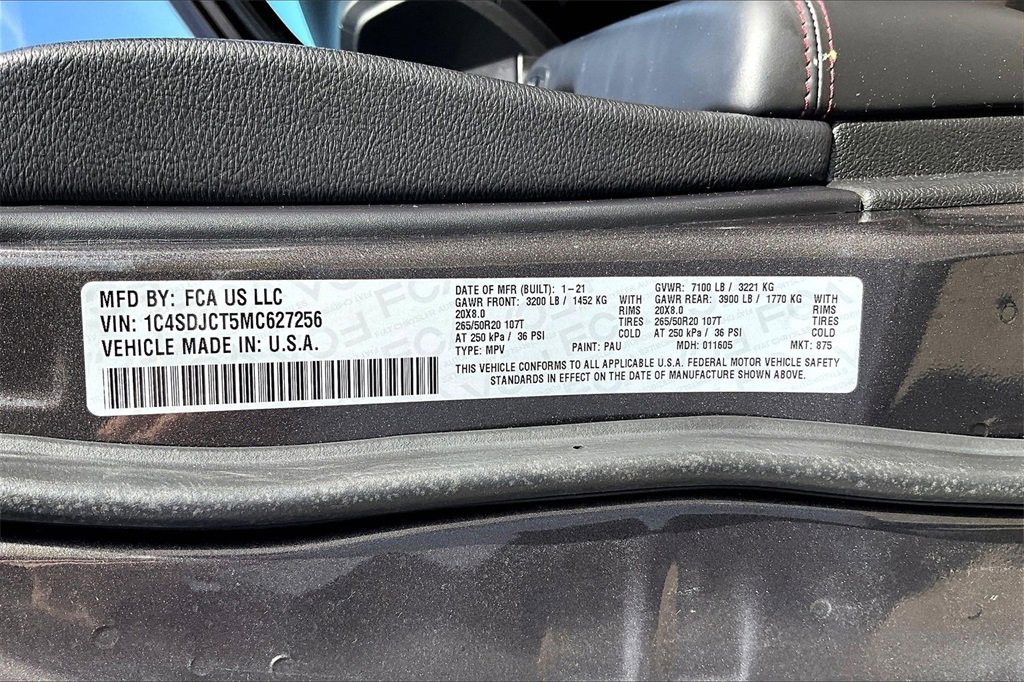 MFD BY: FCA US LLC
VIN: 1C4SDJCT5MC627256
VEHICLE MADE IN: U.S.A.
DATE OF MFR (BUILT): 1-21 GVWR: 7100 LB / 3221 KG
GAWR FRONT: 3200 LB / 1452 KG WITH GAWR REAR: 3900 LB / 1770 KG WITH
20X8.0 RIMS 20X8.0 RIMS
265/50R20 107T TIRES 265/50R20 107T TIRES
AT 250 kPa / 36 PSI COLD AT 250 kPa / 36 PSI COLD
TYPE: MPV PAINT: PAU MDH: 011605 MKT: 875
THIS VEHICLE CONFORMS TO ALL APPLICABLE U.S.A. FEDERAL MOTOR VEHICLE SAFETY
STANDARDS IN EFFECT ON THE DATE OF MANUFACTURE SHOWN ABOVE.